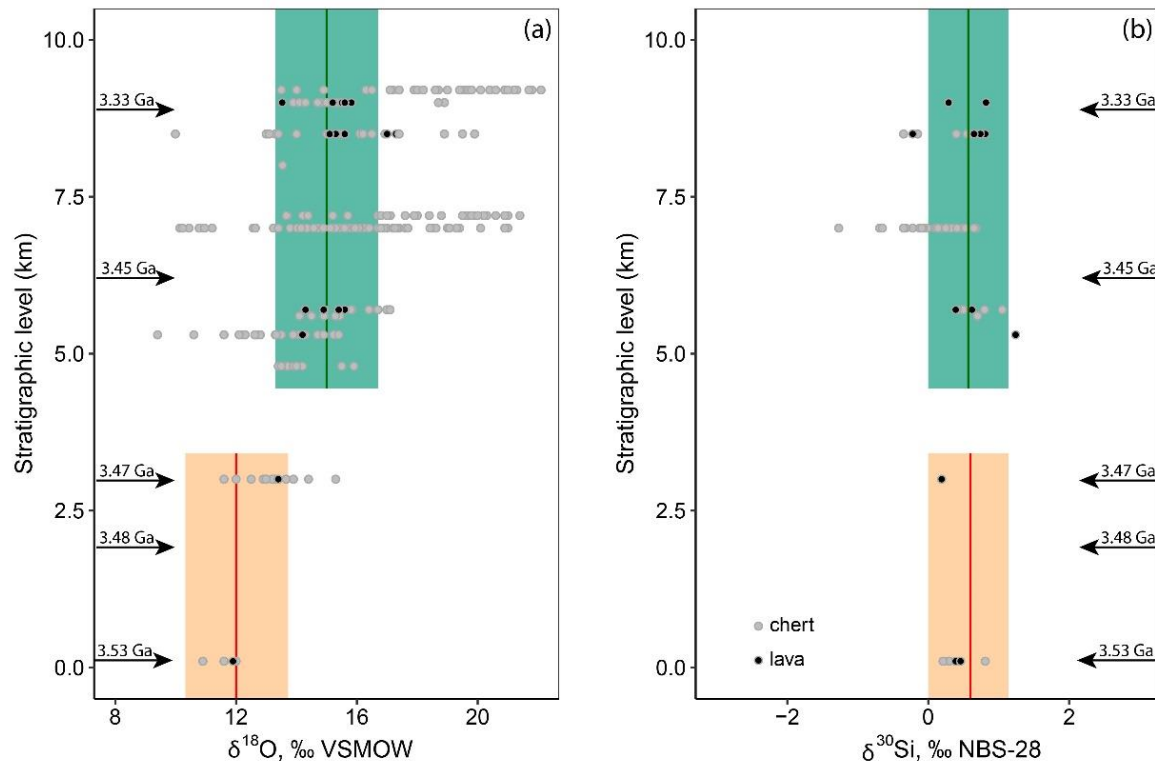 (a)
10.0
3.33 Ga
7.5
3.45 Ga
5.0
3.47 Ga
2.5
3.48 Ga
3.53 Ga
0.0
Stratigraphic level (km)
8 12 16 20
δ¹⁸O, ‰ VSMOW
(b)
10.0
3.33 Ga
7.5
3.45 Ga
5.0
3.47 Ga
2.5
3.48 Ga
chert
lava
3.53 Ga
0.0
Stratigraphic level (km)
−2 0 2
δ³⁰Si, ‰ NBS-28